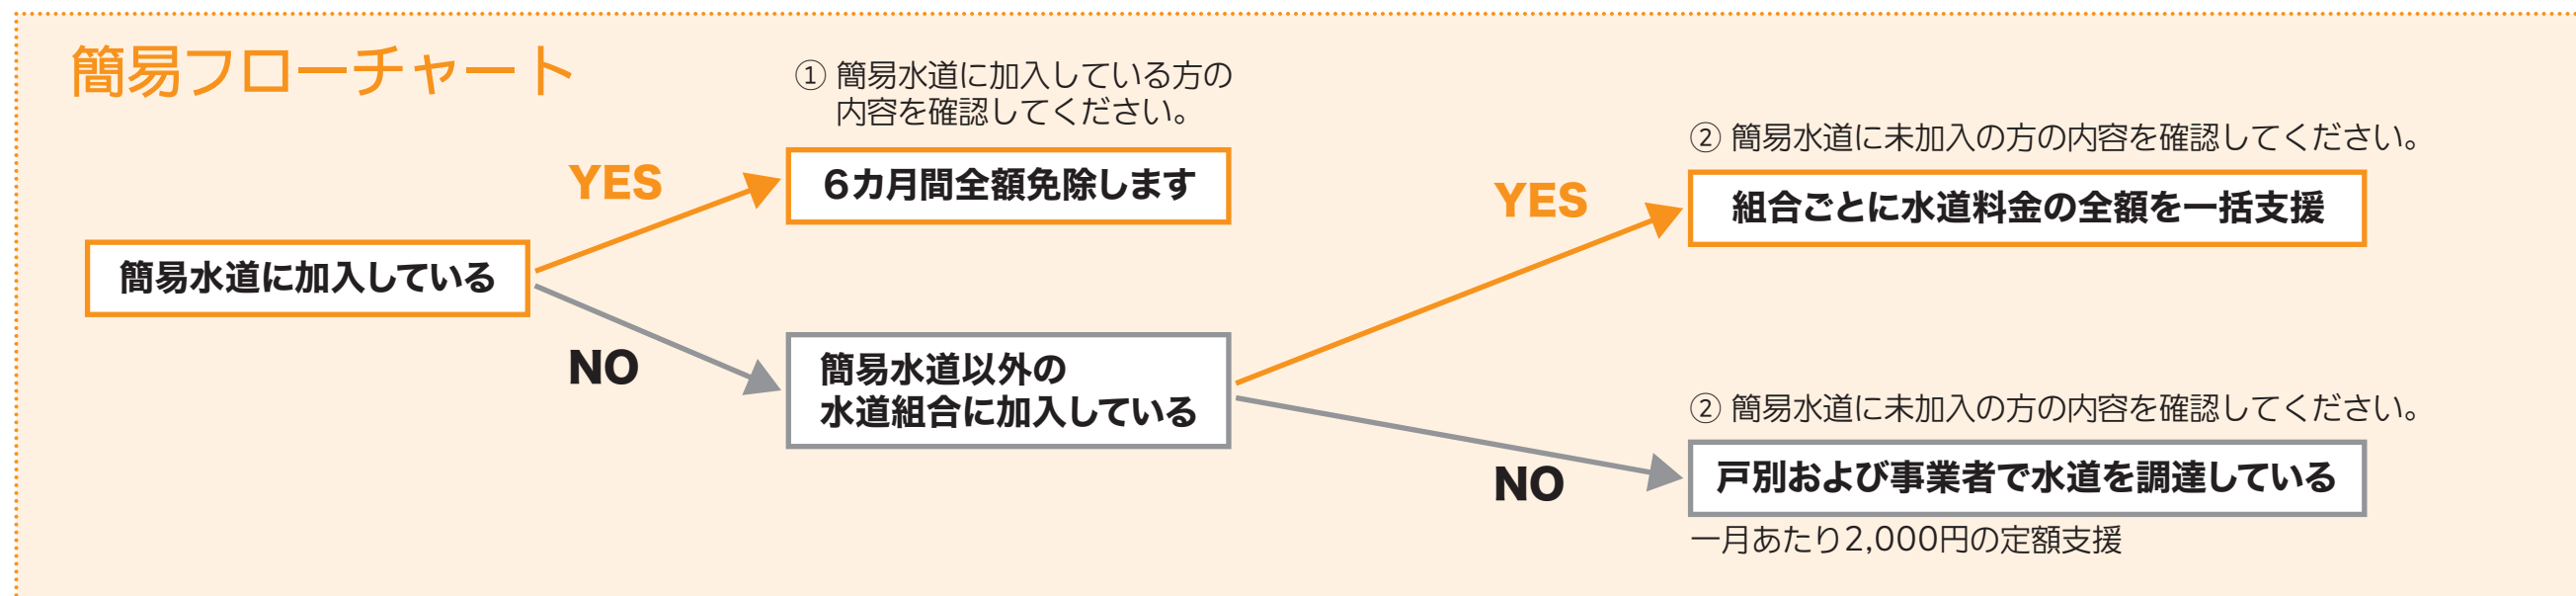 簡易フローチャート
① 簡易水道に加入している方の
内容を確認してください。
YES
6カ月間全額免除します
簡易水道に加入している
NO
簡易水道以外の
水道組合に加入している
② 簡易水道に未加入の方の内容を確認してください。
YES
組合ごとに水道料金の全額を一括支援
② 簡易水道に未加入の方の内容を確認してください。
NO
戸別および事業者で水道を調達している
一月あたり2,000円の定額支援